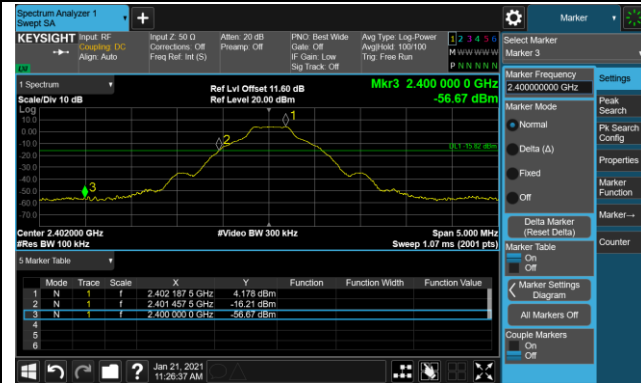 Spectrum Analyzer 1
Swept SA
+
Marker
KEYSIGHT
Input: RF
Coupling: DC
Align: Auto
Input Z: 50 Ω
Corrections: Off
Freq Ref: Int (S)
Atten: 20 dB
Preamp: Off
PNO: Best Wide
Gate: Off
IF Gain: Low
Sig Track: Off
Avg Type: Log-Power
Avg|Hold: 100/100
Trig: Free Run
1 2 3 4 5 6
M W W W W W
P N N N N N
Select Marker
Marker 3
1 Spectrum
Scale/Div 10 dB
Log
Ref Lvl Offset 11.60 dB
Ref Level 20.00 dBm
Mkr3 2.400 000 0 GHz
-56.67 dBm
10.0
0.00
-10.0
-20.0
-30.0
-40.0
-50.0
-60.0
-70.0
1
2
3
DL1 -15.82 dBm
Center 2.402000 GHz
#Res BW 100 kHz
#Video BW 300 kHz
Span 5.000 MHz
Sweep 1.07 ms (2001 pts)
5 Marker Table
Mode Trace Scale X Y Function Function Width Function Value
1 N 1 f 2.402 187 5 GHz 4.178 dBm
2 N 1 f 2.401 457 5 GHz -16.21 dBm
3 N 1 f 2.400 000 0 GHz -56.67 dBm
4
5
6
Marker Frequency
2.400000000 GHz
Marker Mode
Normal
Delta (Δ)
Fixed
Off
Delta Marker
(Reset Delta)
Marker Table
On
Off
Marker Settings
Diagram
All Markers Off
Couple Markers
On
Off
Settings
Peak
Search
Pk Search
Config
Properties
Marker
Function
Marker→
Counter
?
Jan 21, 2021
11:26:37 AM